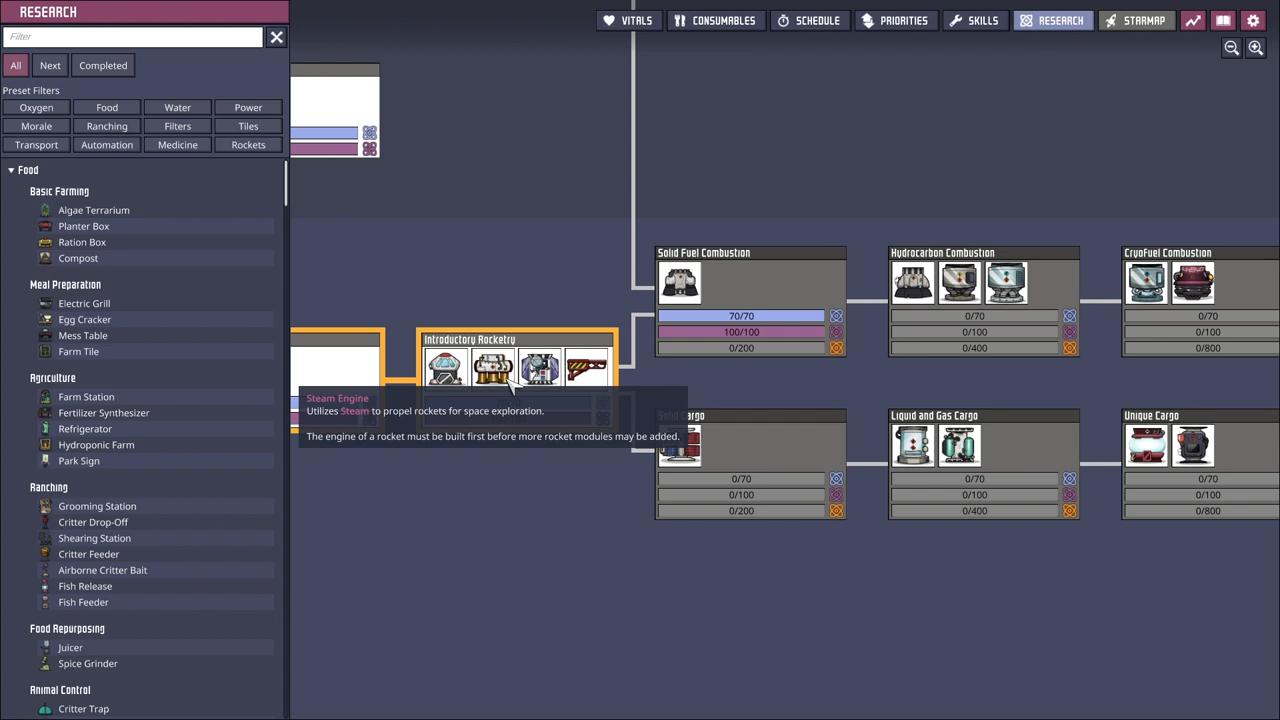 RESEARCH
Filter
All Next Completed
Preset Filters
Oxygen Food Water Power
Morale Ranching Filters Tiles
Transport Automation Medicine Rockets
Food
Basic Farming
Algae Terrarium
Planter Box
Ration Box
Compost
Meal Preparation
Electric Grill
Egg Cracker
Mess Table
Farm Tile
Agriculture
Farm Station
Fertilizer Synthesizer
Refrigerator
Hydroponic Farm
Park Sign
Ranching
Grooming Station
Critter Drop-Off
Shearing Station
Critter Feeder
Airborne Critter Bait
Fish Release
Fish Feeder
Food Repurposing
Juicer
Spice Grinder
Animal Control
Critter Trap
VITALS CONSUMABLES SCHEDULE PRIORITIES SKILLS RESEARCH STARMAP
Introductory Rocketry
Steam Engine
Utilizes Steam to propel rockets for space exploration.
The engine of a rocket must be built first before more rocket modules may be added.
Solid Fuel Combustion
70/70
100/100
0/200
Hydrocarbon Combustion
0/70
0/100
0/400
CryoFuel Combustion
0/70
0/100
0/800
Solid Cargo
0/70
0/100
0/200
Liquid and Gas Cargo
0/70
0/100
0/400
Unique Cargo
0/70
0/100
0/800